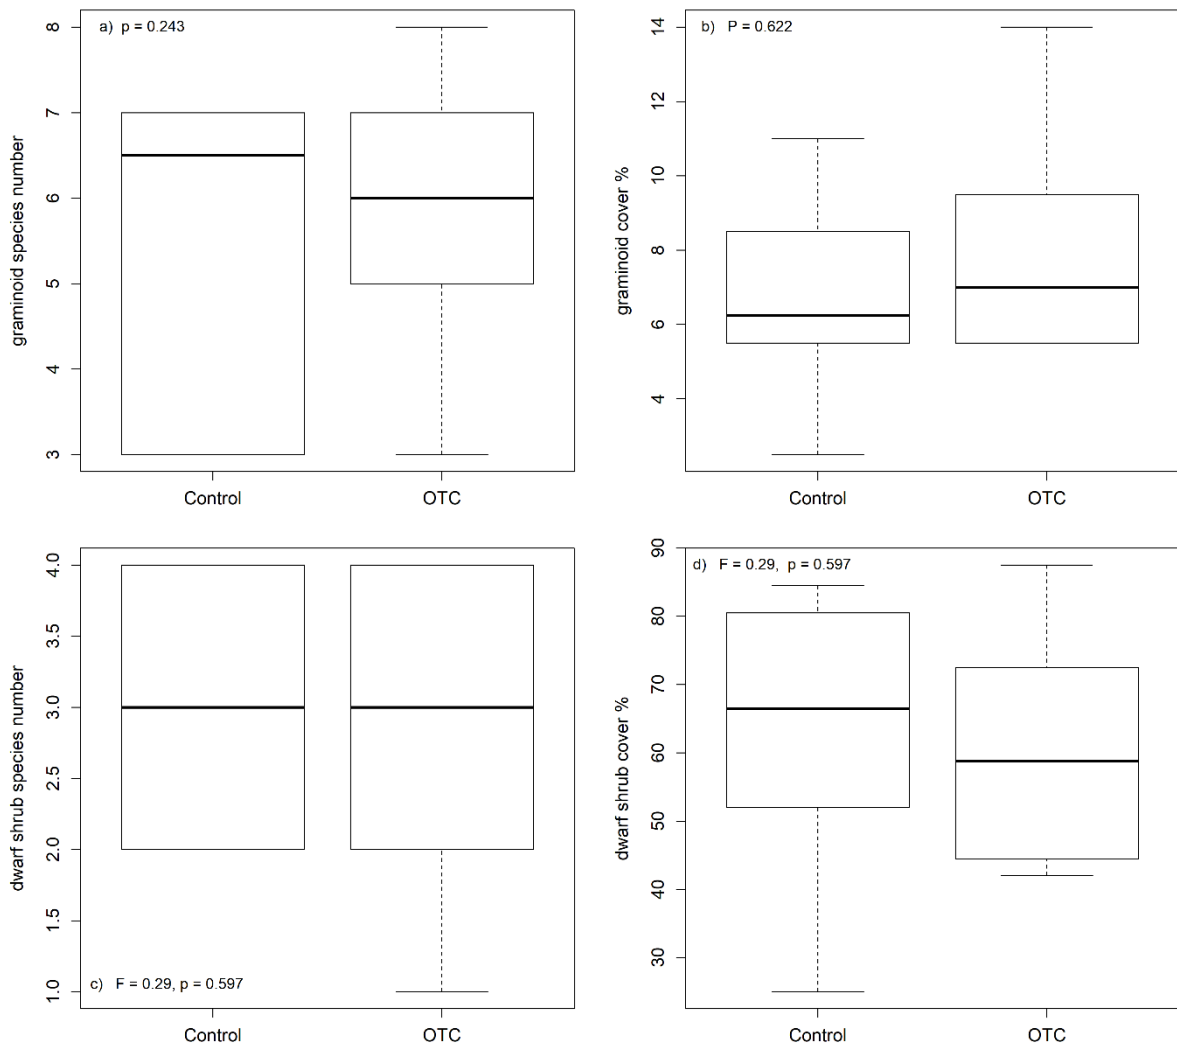 a) p = 0.243
graminoid species number
8
7
6
5
4
3
Control
OTC
b) P = 0.622
graminoid cover %
14
12
10
8
6
4
Control
OTC
dwarf shrub species number
4.0
3.5
3.0
2.5
2.0
1.5
1.0
c) F = 0.29, p = 0.597
Control
OTC
d) F = 0.29, p = 0.597
dwarf shrub cover %
90
80
70
60
50
40
30
Control
OTC